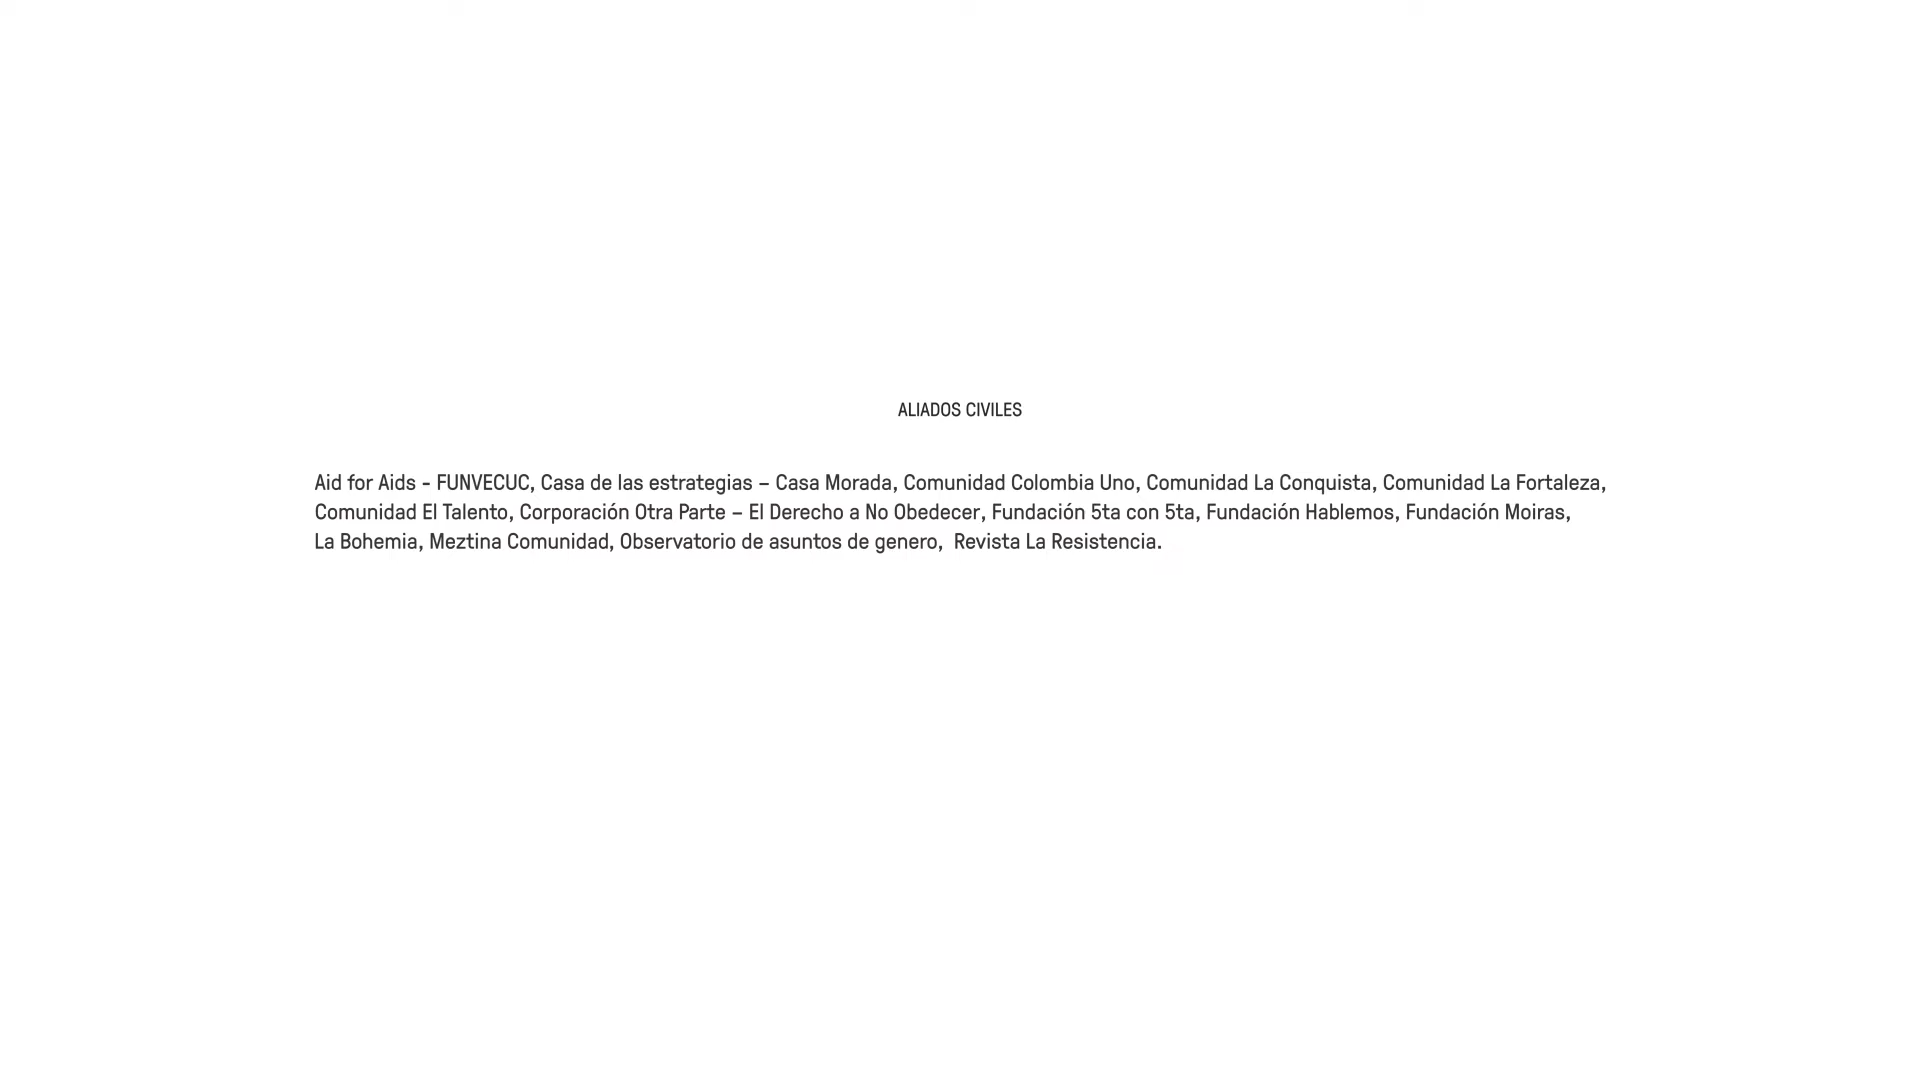 ALIADOS CIVILES
Aid for Aids - FUNVECUC, Casa de las estrategias – Casa Morada, Comunidad Colombia Uno, Comunidad La Conquista, Comunidad La Fortaleza,
Comunidad El Talento, Corporación Otra Parte – El Derecho a No Obedecer, Fundación 5ta con 5ta, Fundación Hablemos, Fundación Moiras,
La Bohemia, Meztina Comunidad, Observatorio de asuntos de genero,  Revista La Resistencia.